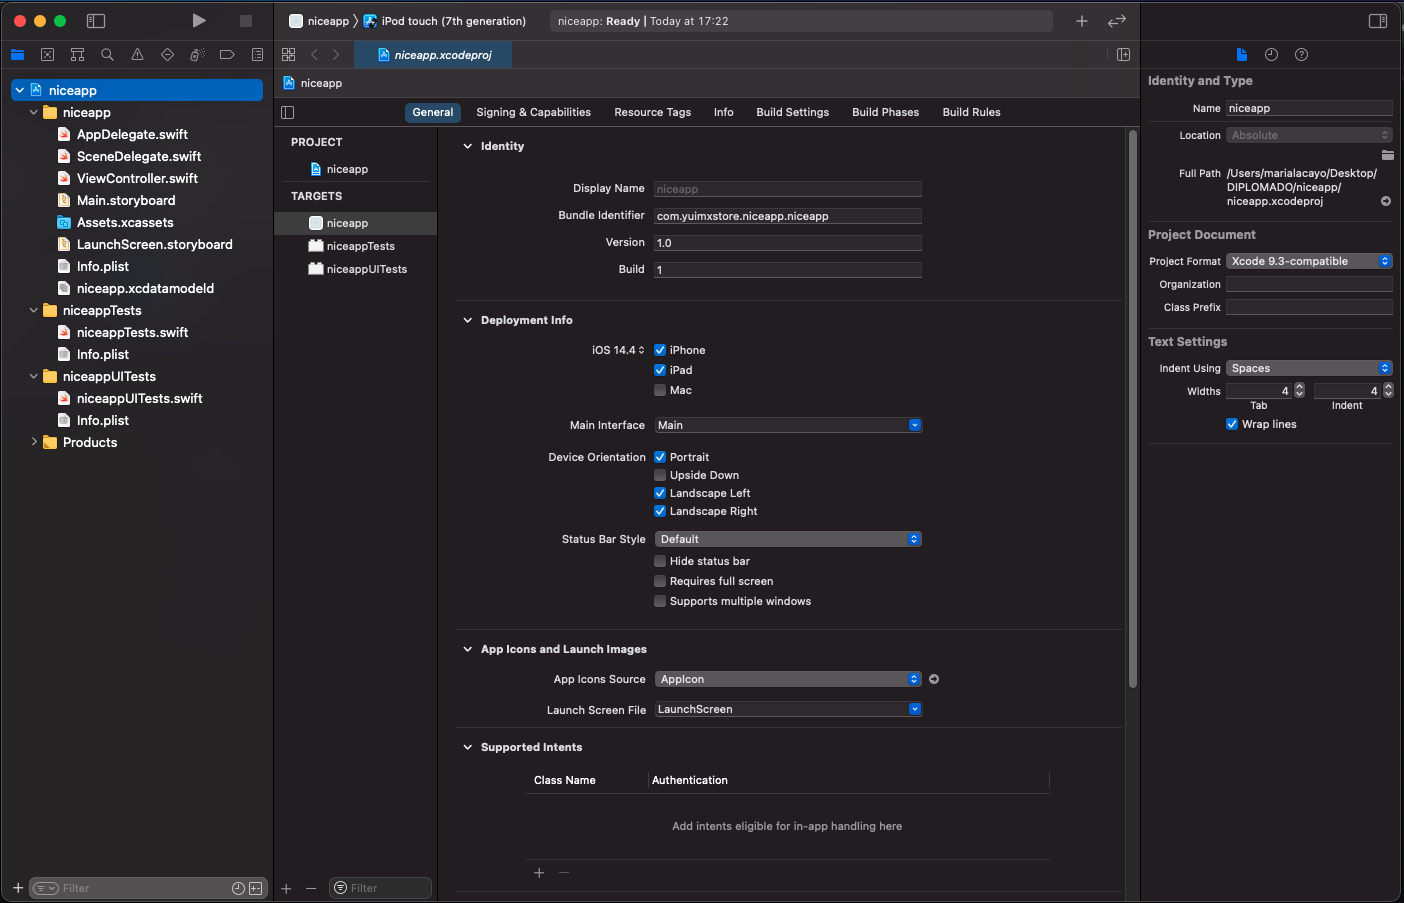 niceapp
iPod touch (7th generation)
niceapp: Ready | Today at 17:22
niceapp.xcodeproj
niceapp
niceapp
AppDelegate.swift
SceneDelegate.swift
ViewController.swift
Main.storyboard
Assets.xcassets
LaunchScreen.storyboard
Info.plist
niceapp.xcdatamodeld
niceappTests
niceappTests.swift
Info.plist
niceappUITests
niceappUITests.swift
Info.plist
Products
Filter
niceapp
General
Signing & Capabilities
Resource Tags
Info
Build Settings
Build Phases
Build Rules
PROJECT
niceapp
TARGETS
niceapp
niceappTests
niceappUITests
Filter
Identity
Display Name niceapp
Bundle Identifier com.yuimxstore.niceapp.niceapp
Version 1.0
Build 1
Deployment Info
iOS 14.4 iPhone
iPad
Mac
Main Interface Main
Device Orientation Portrait
Upside Down
Landscape Left
Landscape Right
Status Bar Style Default
Hide status bar
Requires full screen
Supports multiple windows
App Icons and Launch Images
App Icons Source AppIcon
Launch Screen File LaunchScreen
Supported Intents
Class Name Authentication
Add intents eligible for in-app handling here
Identity and Type
Name niceapp
Location Absolute
Full Path /Users/marialacayo/Desktop/
DIPLOMADO/niceapp/
niceapp.xcodeproj
Project Document
Project Format Xcode 9.3-compatible
Organization
Class Prefix
Text Settings
Indent Using Spaces
Widths 4 4
Tab Indent
Wrap lines